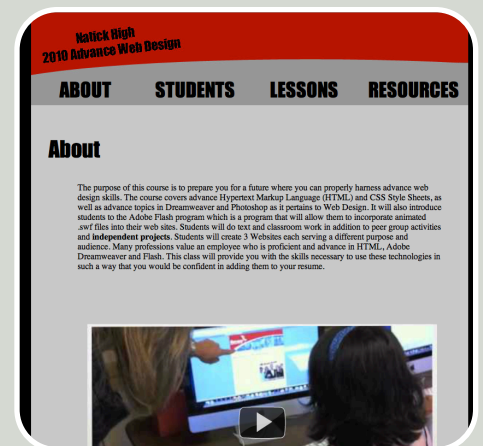 Natick High
2010 Advance Web Design
ABOUT STUDENTS LESSONS RESOURCES
About
The purpose of this course is to prepare you for a future where you can properly harness advance web
design skills. The course covers advance Hypertext Markup Language (HTML) and CSS Style Sheets, as
well as advance topics in Dreamweaver and Photoshop as it pertains to Web Design. It will also introduce
students to the Adobe Flash program which is a program that will allow them to incorporate animated
.swf files into their web sites. Students will do text and classroom work in addition to peer group activities
and independent projects. Students will create 3 Websites each serving a different purpose and
audience. Many professions value an employee who is proficient and advance in HTML, Adobe
Dreamweaver and Flash. This class will provide you with the skills necessary to use these technologies in
such a way that you would be confident in adding them to your resume.